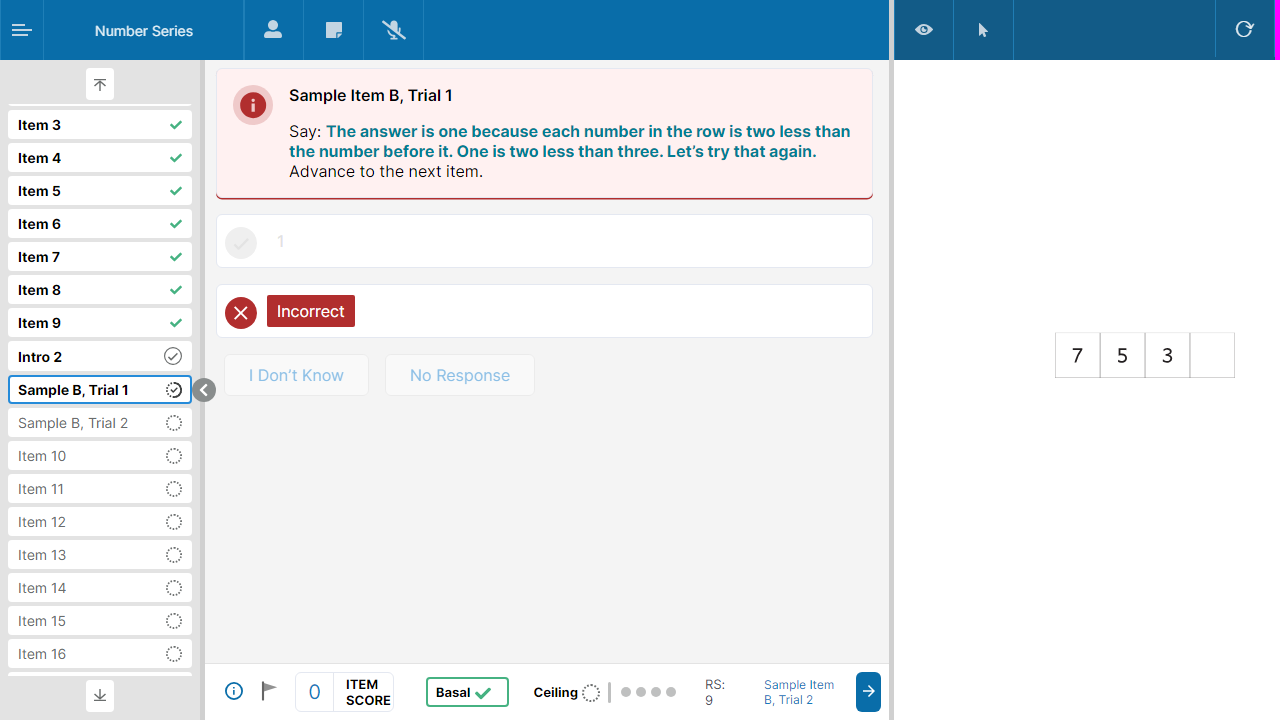 Number Series
Item 3
Item 4
Item 5
Item 6
Item 7
Item 8
Item 9
Intro 2
Sample B, Trial 1
Sample B, Trial 2
Item 10
Item 11
Item 12
Item 13
Item 14
Item 15
Item 16
Sample Item B, Trial 1
Say: The answer is one because each number in the row is two less than
the number before it. One is two less than three. Let’s try that again.
Advance to the next item.
1
Incorrect
I Don’t Know
No Response
7 5 3
0
ITEM
SCORE
Basal
Ceiling
RS:
9
Sample Item
B, Trial 2